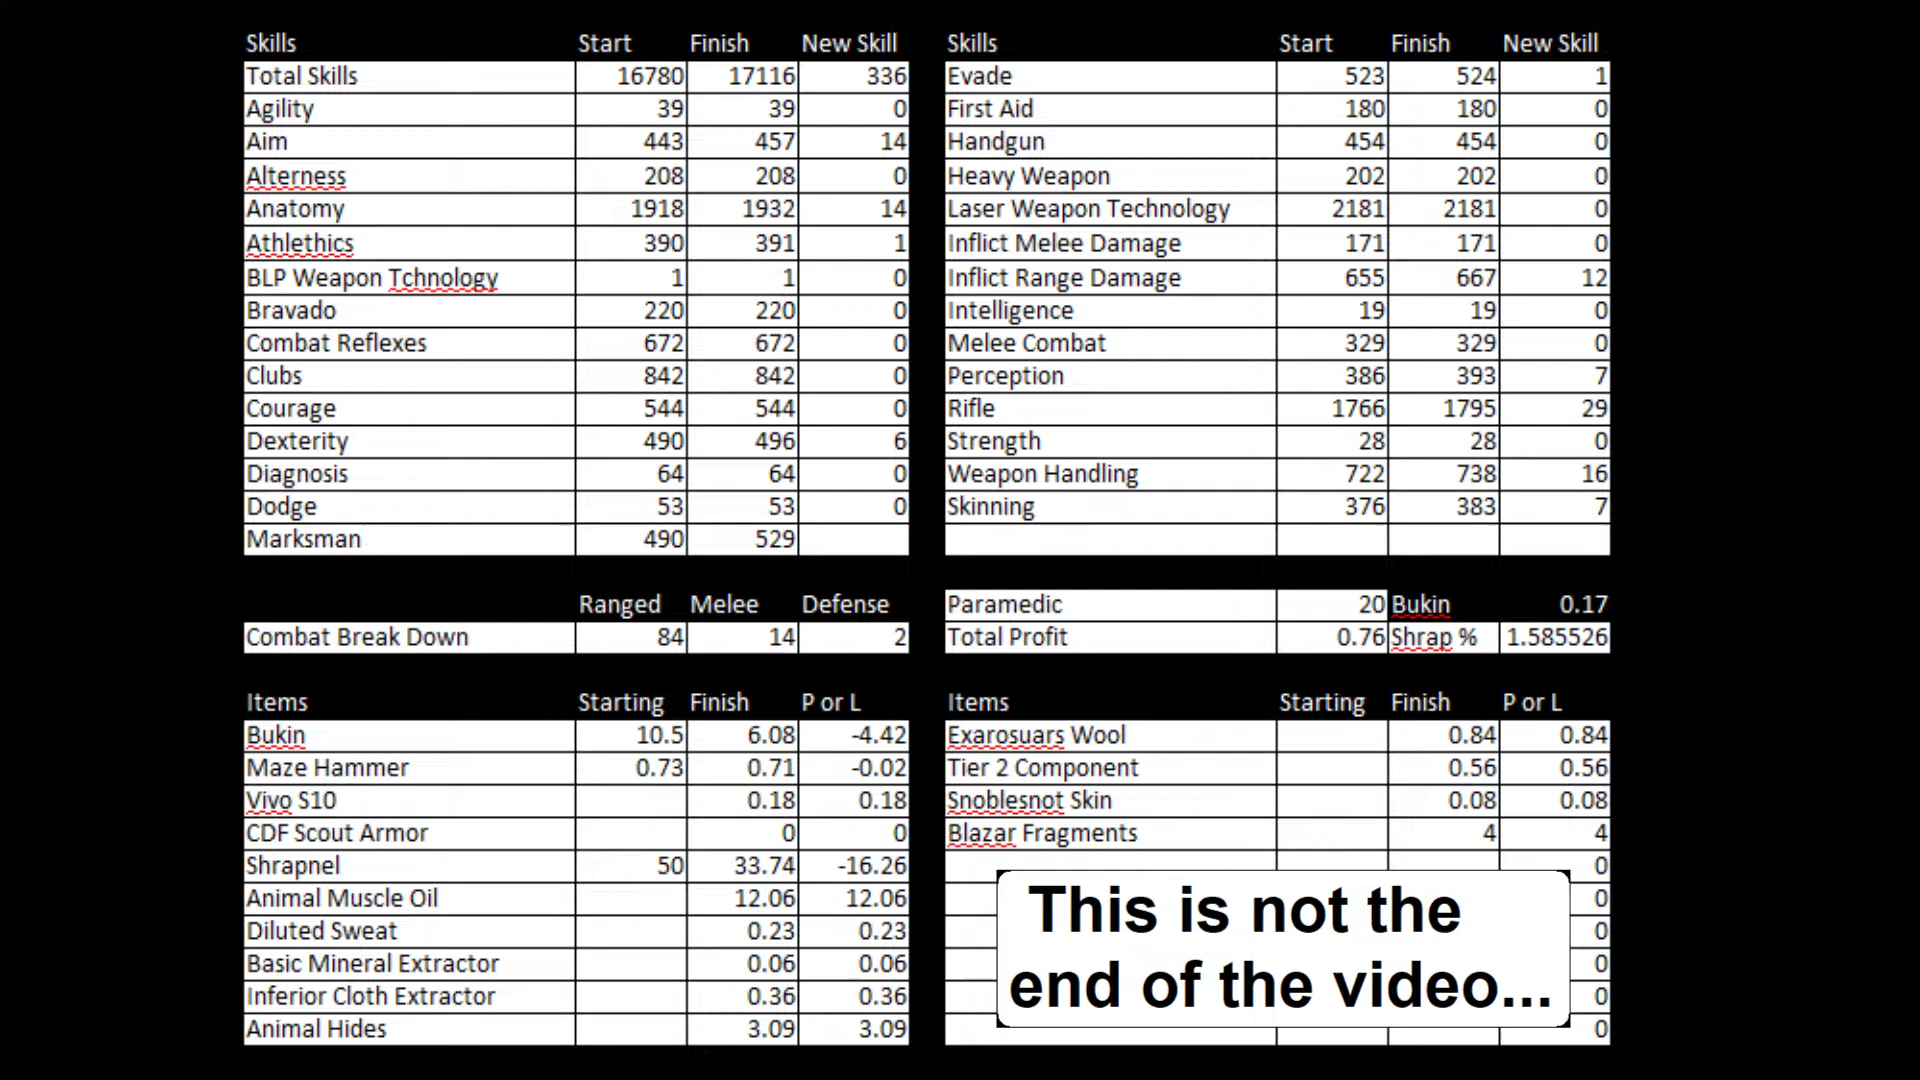 Skills Start Finish New Skill
Total Skills 16780 17116 336
Agility 39 39 0
Aim 443 457 14
Alterness 208 208 0
Anatomy 1918 1932 14
Athlethics 390 391 1
BLP Weapon Tchnology 1 1 0
Bravado 220 220 0
Combat Reflexes 672 672 0
Clubs 842 842 0
Courage 544 544 0
Dexterity 490 496 6
Diagnosis 64 64 0
Dodge 53 53 0
Marksman 490 529
Skills Start Finish New Skill
Evade 523 524 1
First Aid 180 180 0
Handgun 454 454 0
Heavy Weapon 202 202 0
Laser Weapon Technology 2181 2181 0
Inflict Melee Damage 171 171 0
Inflict Range Damage 655 667 12
Intelligence 19 19 0
Melee Combat 329 329 0
Perception 386 393 7
Rifle 1766 1795 29
Strength 28 28 0
Weapon Handling 722 738 16
Skinning 376 383 7
Ranged Melee Defense
Combat Break Down 84 14 2
Paramedic 20 Bukin 0.17
Total Profit 0.76 Shrap % 1.585526
Items Starting Finish P or L
Bukin 10.5 6.08 -4.42
Maze Hammer 0.73 0.71 -0.02
Vivo S10 0.18 0.18
CDF Scout Armor 0 0
Shrapnel 50 33.74 -16.26
Animal Muscle Oil 12.06 12.06
Diluted Sweat 0.23 0.23
Basic Mineral Extractor 0.06 0.06
Inferior Cloth Extractor 0.36 0.36
Animal Hides 3.09 3.09
Items Starting Finish P or L
Exarosuars Wool 0.84 0.84
Tier 2 Component 0.56 0.56
Snoblesnot Skin 0.08 0.08
Blazar Fragments 4 4
0
0
0
0
0
0
This is not the
end of the video...